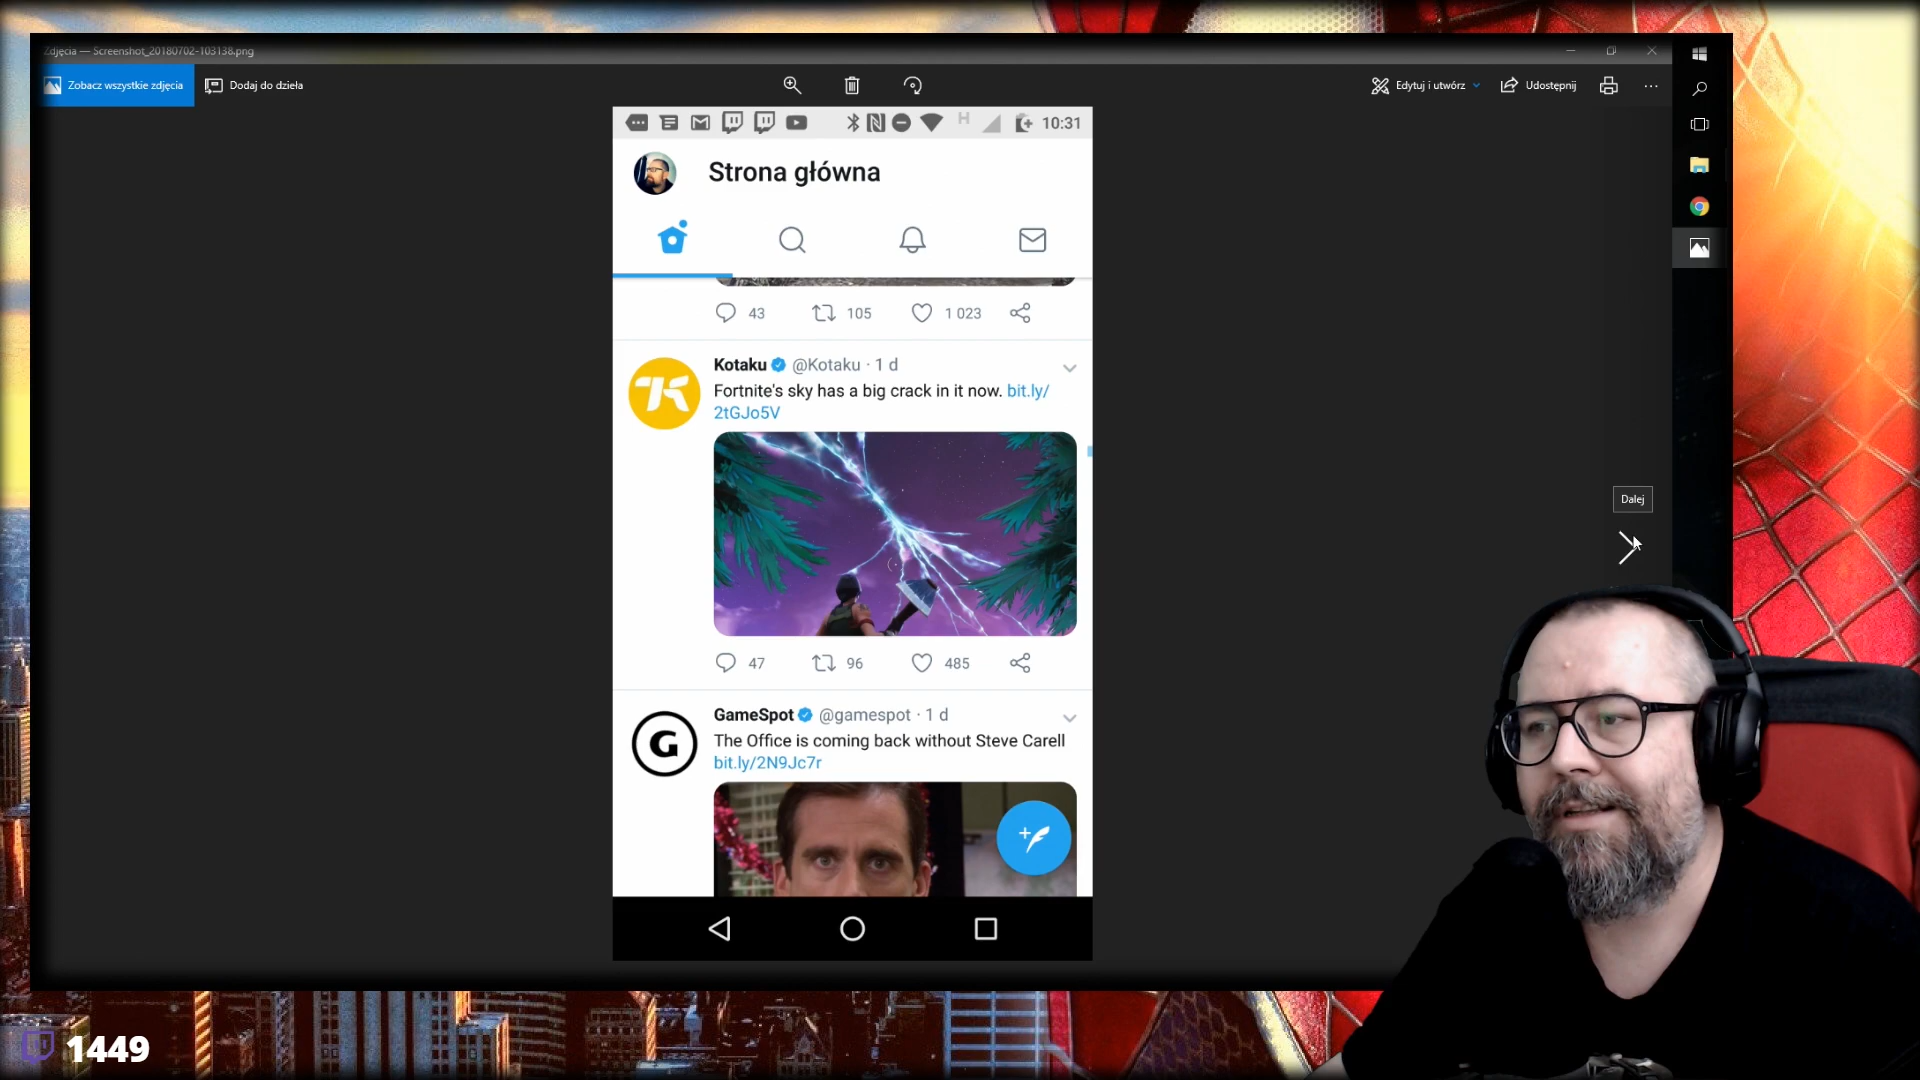 Zdjęcia — Screenshot_20180702-103138.png
Zobacz wszystkie zdjęcia
Dodaj do dzieła
Edytuj i utwórz
Udostępnij
H
10:31
Strona główna
43
105
1 023
Kotaku @Kotaku · 1 d
Fortnite's sky has a big crack in it now. bit.ly/
2tGJo5V
47
96
485
G
GameSpot @gamespot · 1 d
The Office is coming back without Steve Carell
bit.ly/2N9Jc7r
Dalej
1449